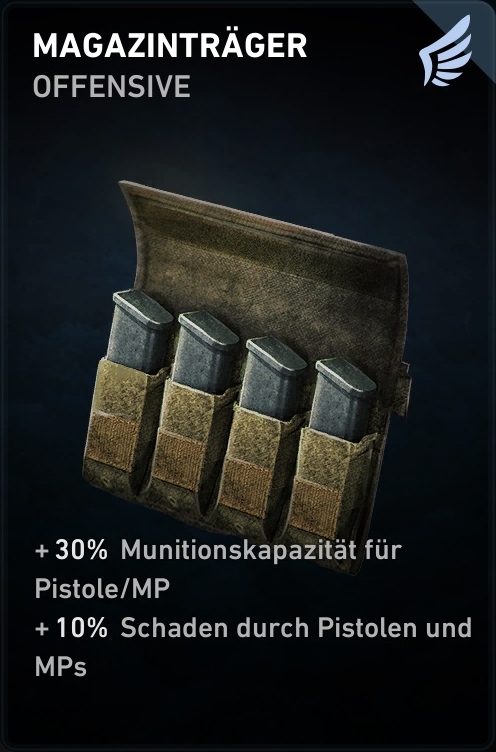 MAGAZINTRÄGER
OFFENSIVE
+ 30% Munitionskapazität für
Pistole/MP
+ 10% Schaden durch Pistolen und
MPs